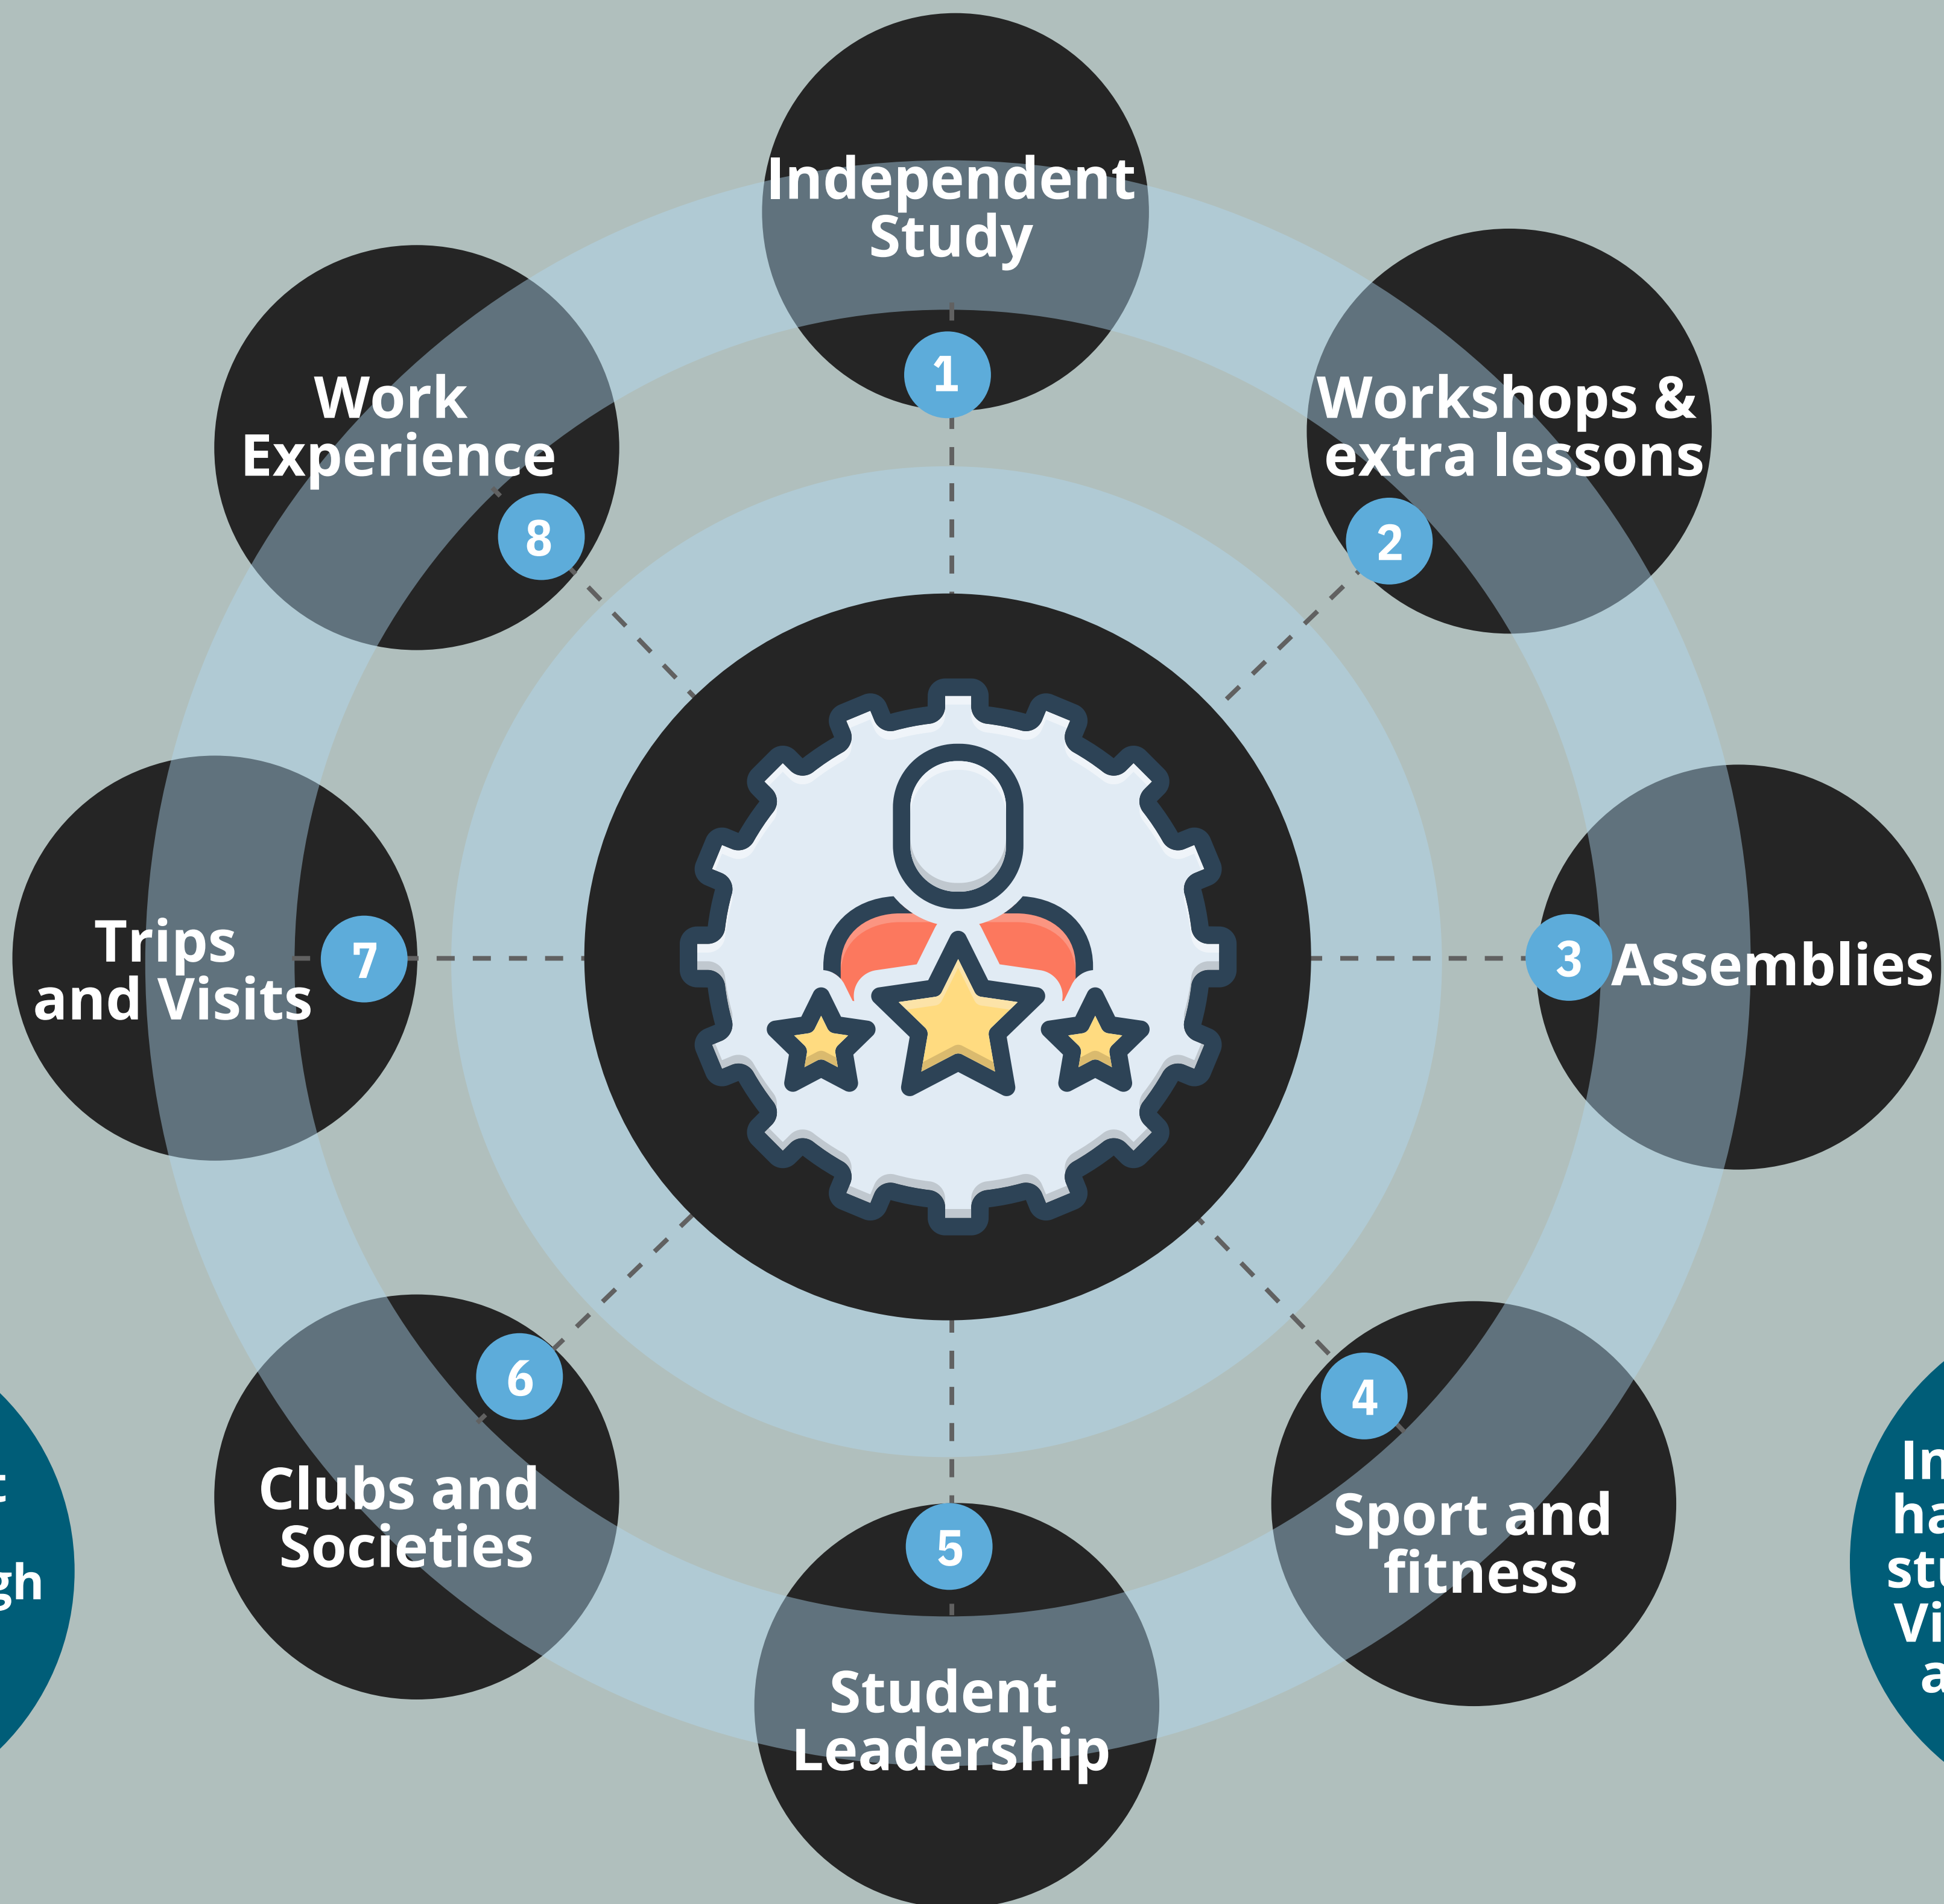 Independent
Study
1
Workshops &
extra lessons
2
3
Assemblies
4
Sport and
fitness
5
Student
Leadership
6
Clubs and
Societies
Trips
and Visits
7
Work
Experience
8